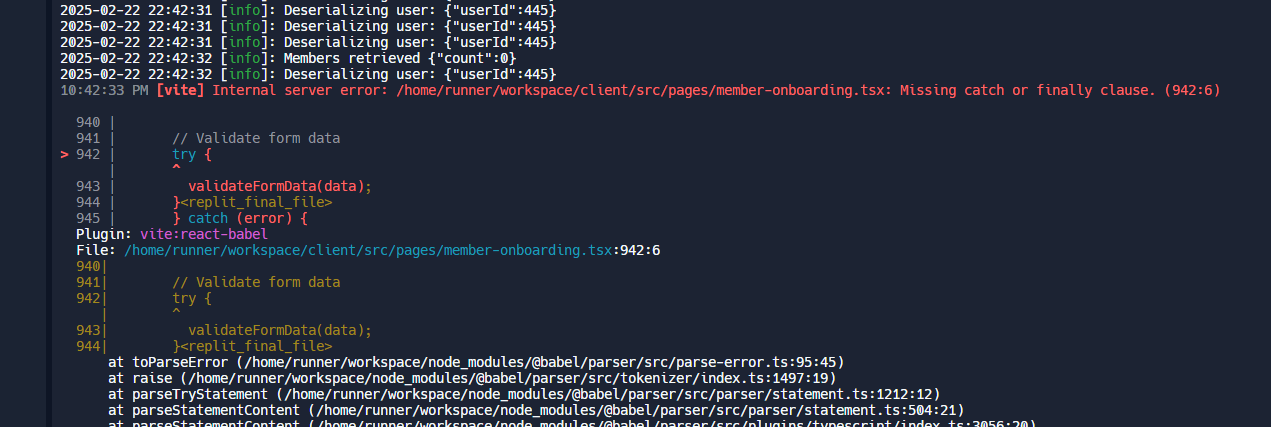 2025-02-22 22:42:31 [info]: Deserializing user: {"userId":445}
2025-02-22 22:42:31 [info]: Deserializing user: {"userId":445}
2025-02-22 22:42:31 [info]: Deserializing user: {"userId":445}
2025-02-22 22:42:32 [info]: Members retrieved {"count":0}
2025-02-22 22:42:32 [info]: Deserializing user: {"userId":445}
10:42:33 PM [vite] Internal server error: /home/runner/workspace/client/src/pages/member-onboarding.tsx: Missing catch or finally clause. (942:6)
940 |
941 |       // Validate form data
> 942 |       try {
|       ^
943 |         validateFormData(data);
944 |       }<replit_final_file>
945 |       } catch (error) {
Plugin: vite:react-babel
File: /home/runner/workspace/client/src/pages/member-onboarding.tsx:942:6
940|
941|        // Validate form data
942|        try {
|        ^
943|          validateFormData(data);
944|        }<replit_final_file>
at toParseError (/home/runner/workspace/node_modules/@babel/parser/src/parse-error.ts:95:45)
at raise (/home/runner/workspace/node_modules/@babel/parser/src/tokenizer/index.ts:1497:19)
at parseTryStatement (/home/runner/workspace/node_modules/@babel/parser/src/parser/statement.ts:1212:12)
at parseStatementContent (/home/runner/workspace/node_modules/@babel/parser/src/parser/statement.ts:504:21)
at parseStatementContent (/home/runner/workspace/node_modules/@babel/parser/src/plugins/typescript/index.ts:3056:20)